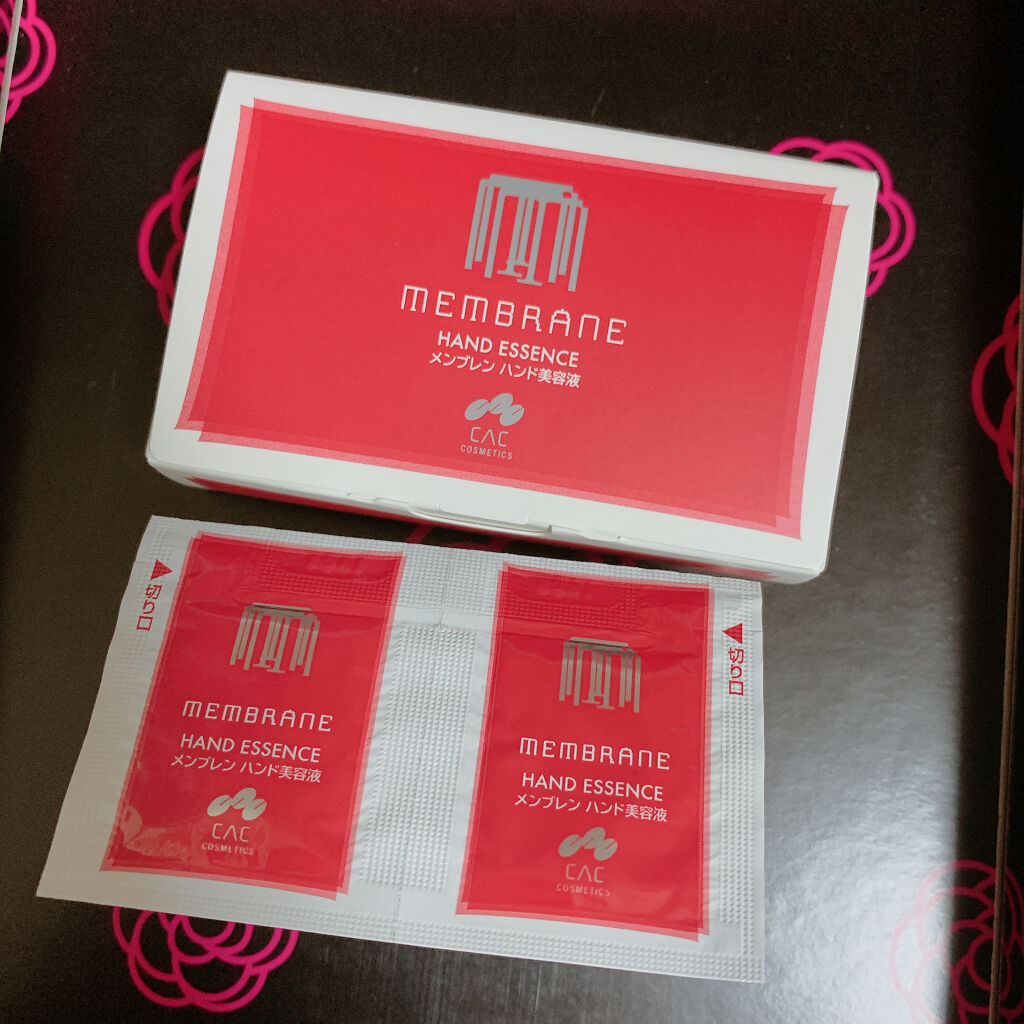 MEMBRANE
HAND ESSENCE
メンブレン ハンド美容液
CAC
COSMETICS
切り口
MEMBRANE
HAND ESSENCE
メンブレン ハンド美容液
CAC
COSMETICS
切り口
MEMBRANE
HAND ESSENCE
メンブレン ハンド美容液
CAC
COSMETICS